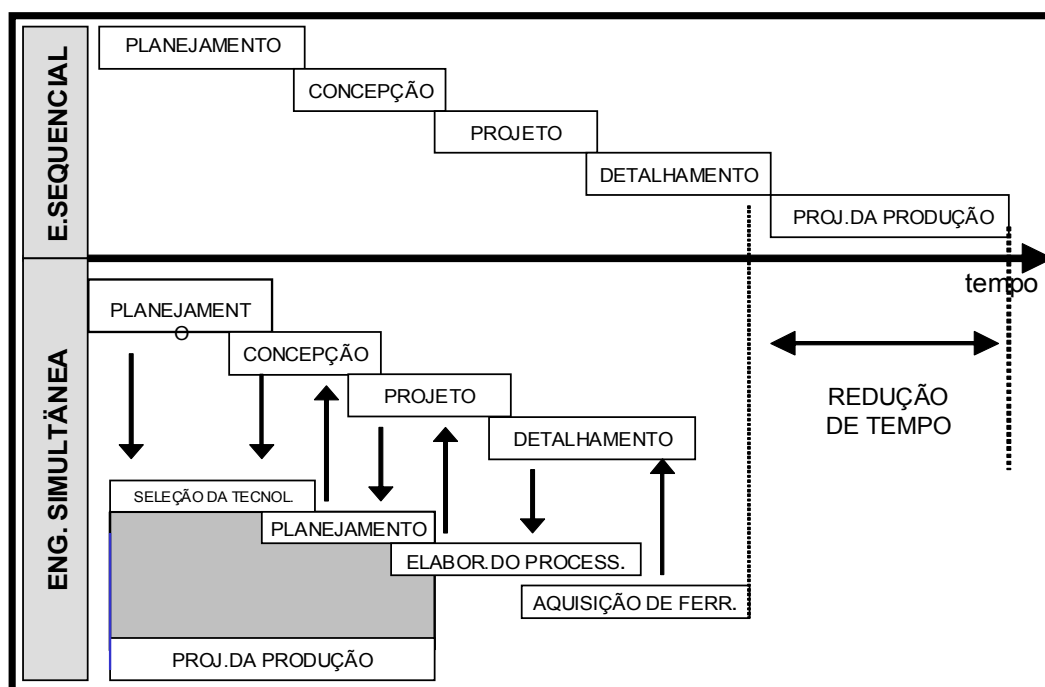 E.SEQUENCIAL
PLANEJAMENTO
CONCEPÇÃO
PROJETO
DETALHAMENTO
PROJ.DA PRODUÇÃO
tempo
ENG. SIMULTÄNEA
PLANEJAMENT
O
CONCEPÇÃO
PROJETO
DETALHAMENTO
REDUÇÃO
DE TEMPO
SELEÇÃO DA TECNOL.
PLANEJAMENTO
ELABOR.DO PROCESS.
AQUISIÇÃO DE FERR.
PROJ.DA PRODUÇÃO